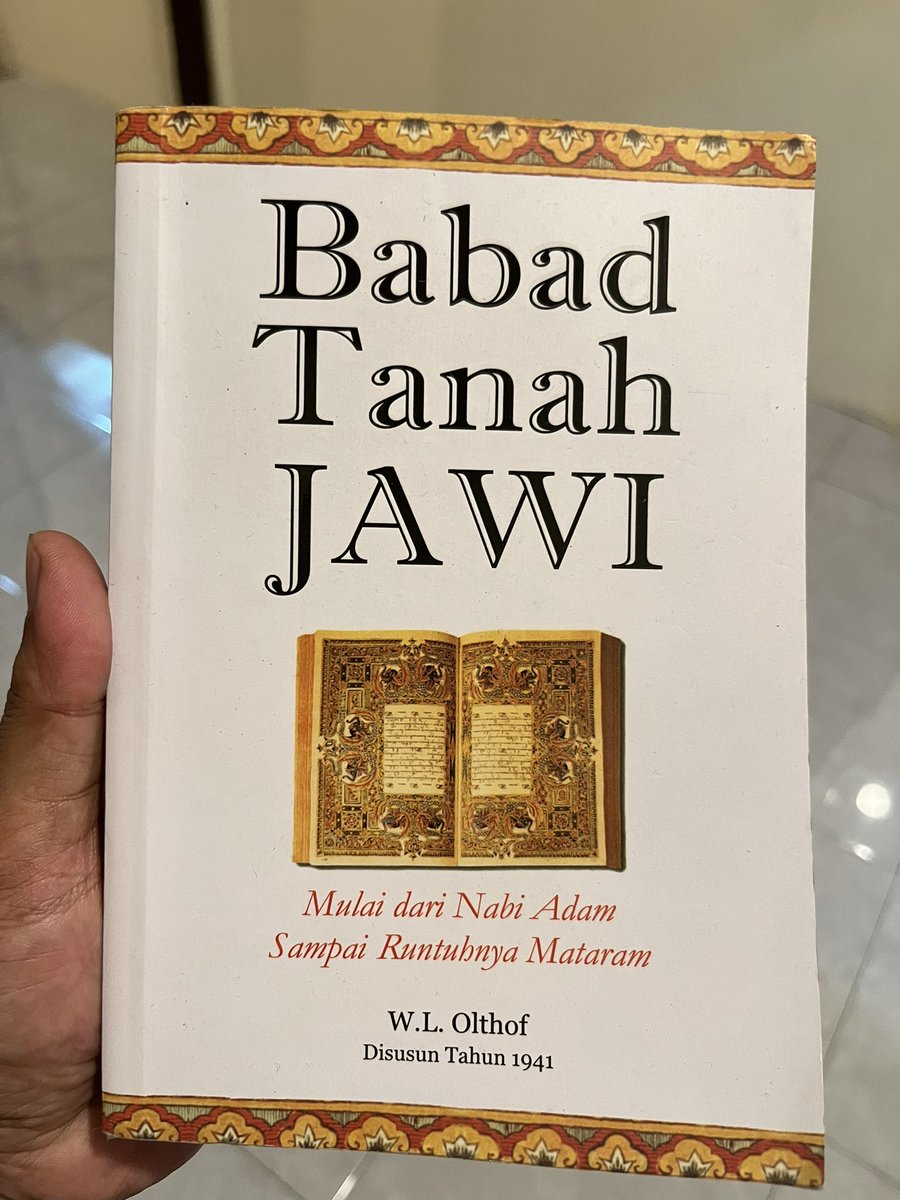 Babad
Tanah
JAWI
Mulai dari Nabi Adam
Sampai Runtuhnya Mataram
W.L. Olthof
Disusun Tahun 1941